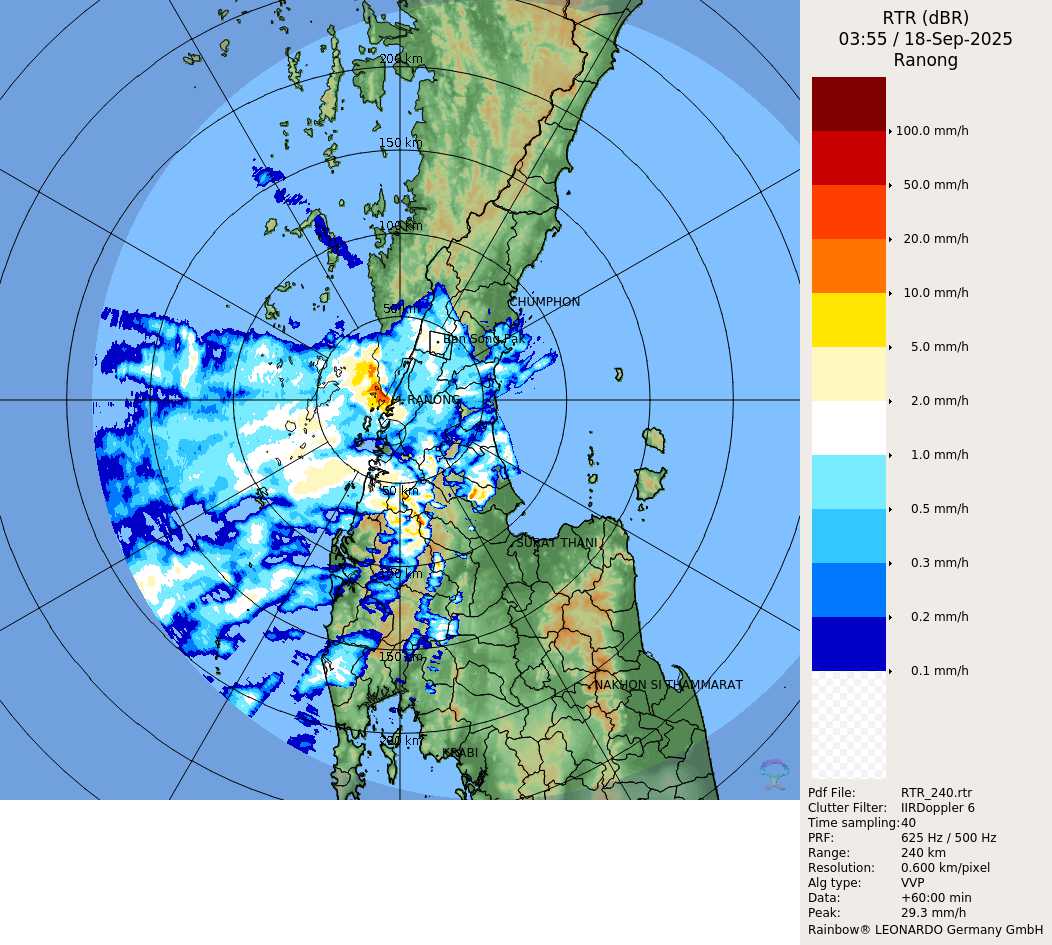 RTR (dBR)
03:55 / 18-Sep-2025
Ranong
100.0 mm/h
50.0 mm/h
20.0 mm/h
10.0 mm/h
5.0 mm/h
2.0 mm/h
1.0 mm/h
0.5 mm/h
0.3 mm/h
0.2 mm/h
0.1 mm/h
Pdf File: RTR_240.rtr
Clutter Filter: IIRDoppler 6
Time sampling: 40
PRF: 625 Hz / 500 Hz
Range: 240 km
Resolution: 0.600 km/pixel
Alg type: VVP
Data: +60:00 min
Peak: 29.3 mm/h
Rainbow® LEONARDO Germany GmbH
200 km
150 km
100 km
CHUMPHON
50 km
Ban Song Pak
RANONG
50 km
SURAT THANI
100 km
150 km
NAKHON SI THAMMARAT
200 km
KRABI